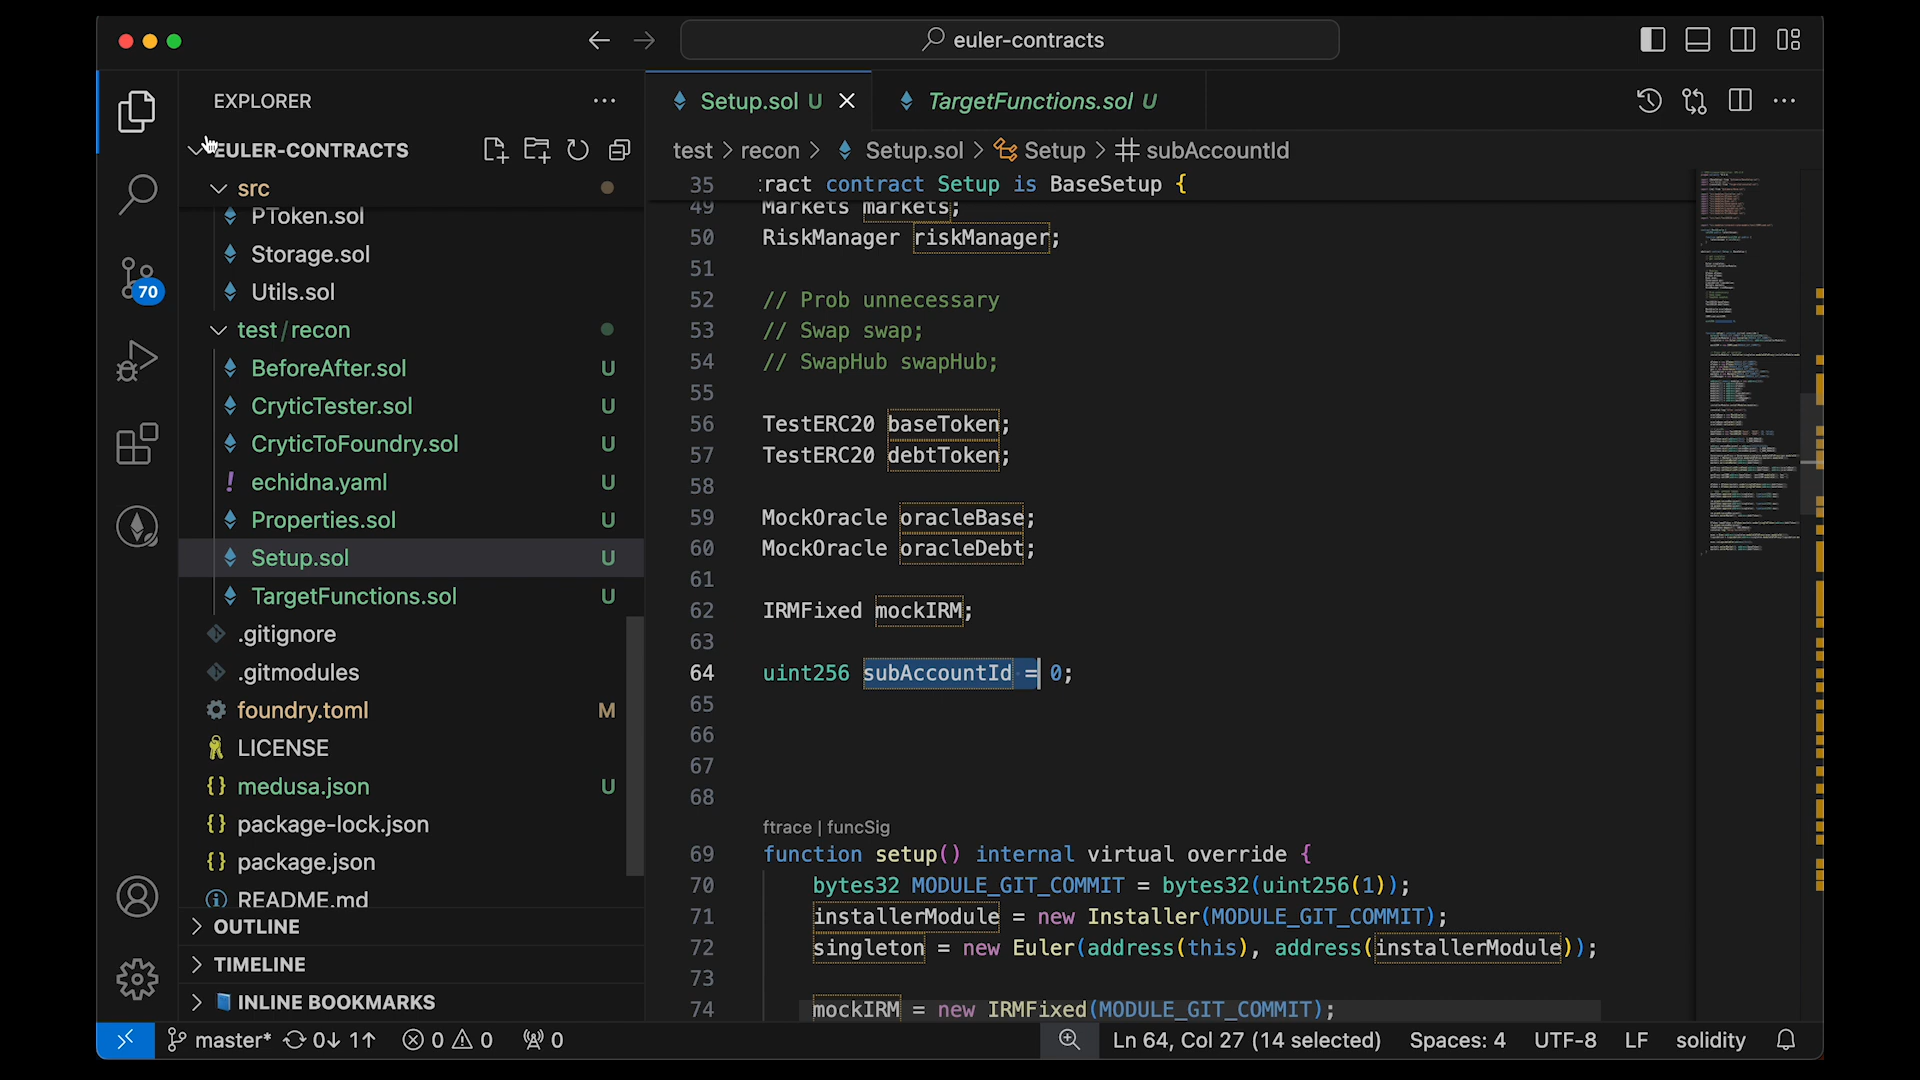 euler-contracts
EXPLORER
EULER-CONTRACTS
src
PToken.sol
Storage.sol
Utils.sol
test/recon
BeforeAfter.sol U
CryticTester.sol U
CryticToFoundry.sol U
! echidna.yaml U
Properties.sol U
Setup.sol U
TargetFunctions.sol U
.gitignore
.gitmodules
foundry.toml M
LICENSE
{} medusa.json U
{} package-lock.json
{} package.json
README.md
OUTLINE
TIMELINE
INLINE BOOKMARKS
70
Setup.sol U
TargetFunctions.sol U
test > recon > Setup.sol > Setup > subAccountId
35 :ract contract Setup is BaseSetup {
49 Markets markets;
50 RiskManager riskManager;
51
52 // Prob unnecessary
53 // Swap swap;
54 // SwapHub swapHub;
55
56 TestERC20 baseToken;
57 TestERC20 debtToken;
58
59 MockOracle oracleBase;
60 MockOracle oracleDebt;
61
62 IRMFixed mockIRM;
63
64 uint256 subAccountId = 0;
65
66
67
68
ftrace | funcSig
69 function setup() internal virtual override {
70 bytes32 MODULE_GIT_COMMIT = bytes32(uint256(1));
71 installerModule = new Installer(MODULE_GIT_COMMIT);
72 singleton = new Euler(address(this), address(installerModule));
73
74 mockIRM = new IRMFixed(MODULE_GIT_COMMIT);
master* 0↓ 1↑ 0 0 0
Ln 64, Col 27 (14 selected) Spaces: 4 UTF-8 LF solidity